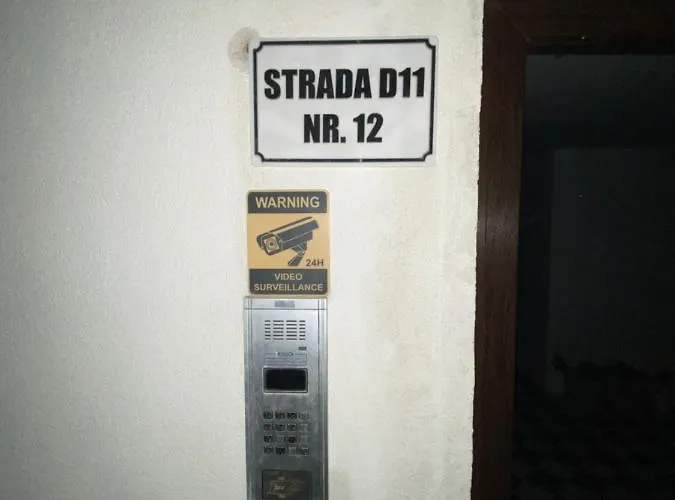 STRADA D11
NR. 12
WARNING
24H
VIDEO
SURVEILLANCE